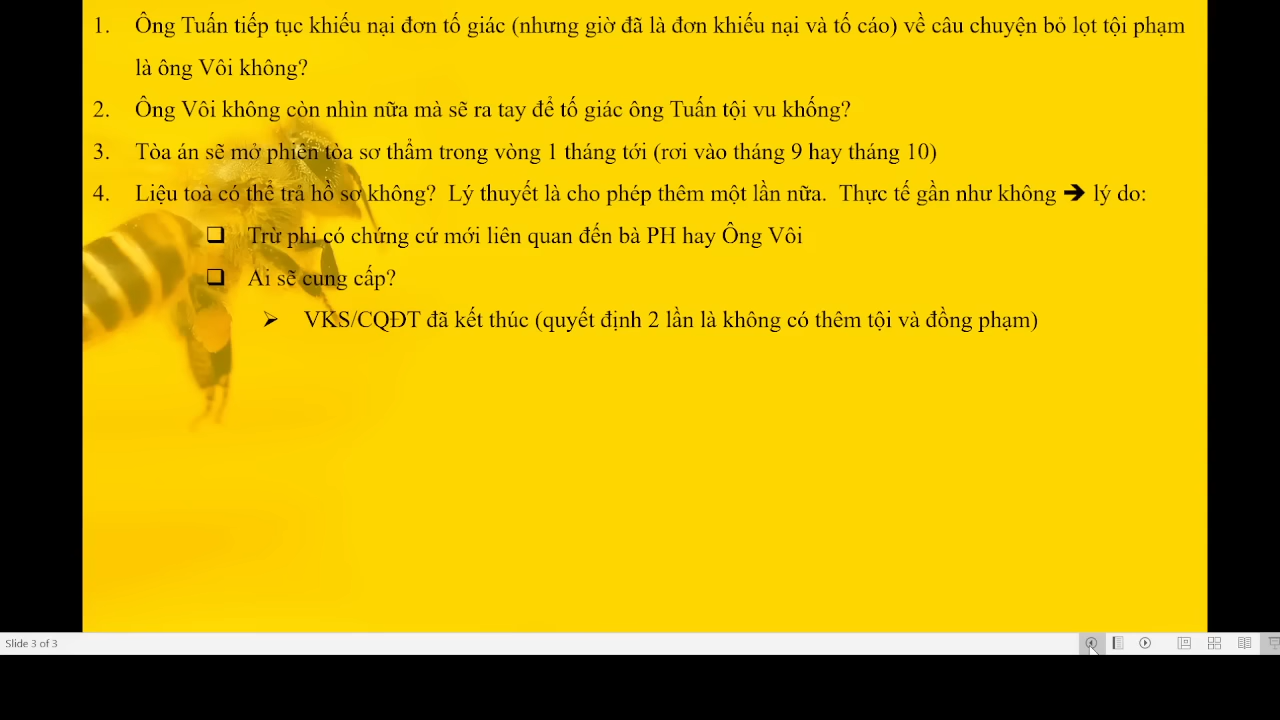 1. Ông Tuấn tiếp tục khiếu nại đơn tố giác (nhưng giờ đã là đơn khiếu nại và tố cáo) về câu chuyện bỏ lọt tội phạm
là ông Vôi không?
2. Ông Vôi không còn nhìn nữa mà sẽ ra tay để tố giác ông Tuấn tội vu khống?
3. Tòa án sẽ mở phiên tòa sơ thẩm trong vòng 1 tháng tới (rơi vào tháng 9 hay tháng 10)
4. Liệu toà có thể trả hồ sơ không? Lý thuyết là cho phép thêm một lần nữa. Thực tế gần như không ➔ lý do:
❑ Trừ phi có chứng cứ mới liên quan đến bà PH hay Ông Vôi
❑ Ai sẽ cung cấp?
➢ VKS/CQĐT đã kết thúc (quyết định 2 lần là không có thêm tội và đồng phạm)
Slide 3 of 3